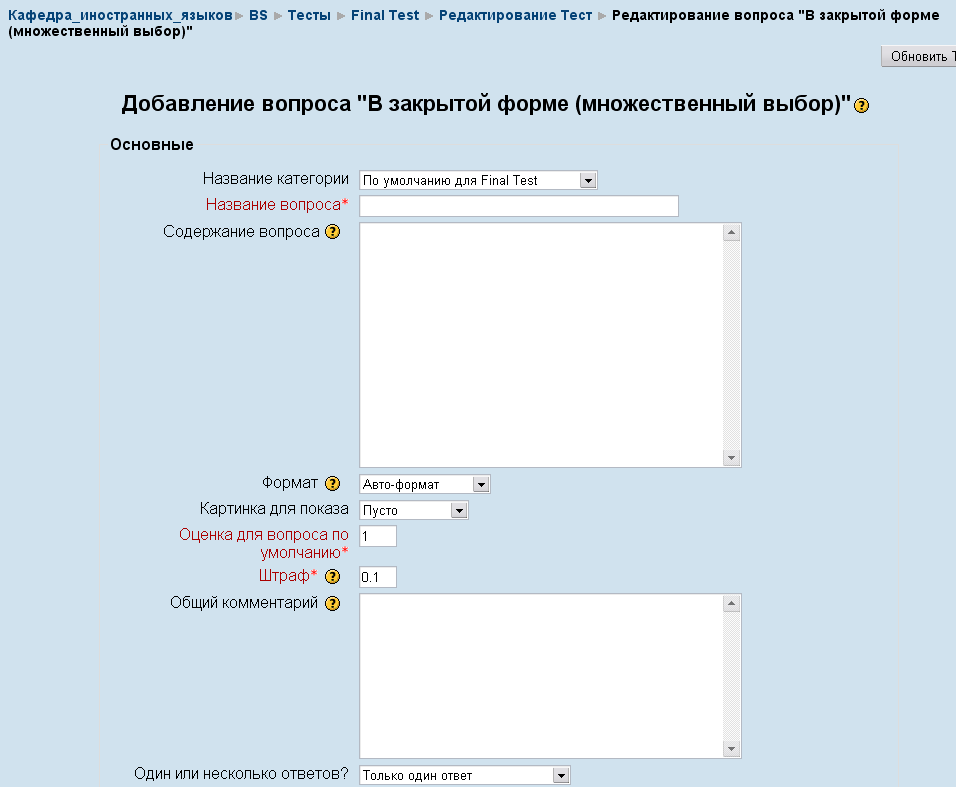 Кафедра_иностранных_языков ► BS ► Тесты ► Final Test ► Редактирование Тест ► Редактирование вопроса "В закрытой форме
(множественный выбор)"
Обновить Т
Добавление вопроса "В закрытой форме (множественный выбор)" ?
Основные
Название категории По умолчанию для Final Test
Название вопроса*
Содержание вопроса ?
Формат ? Авто-формат
Картинка для показа Пусто
Оценка для вопроса по 1
умолчанию*
Штраф* ? 0.1
Общий комментарий ?
Один или несколько ответов? Только один ответ